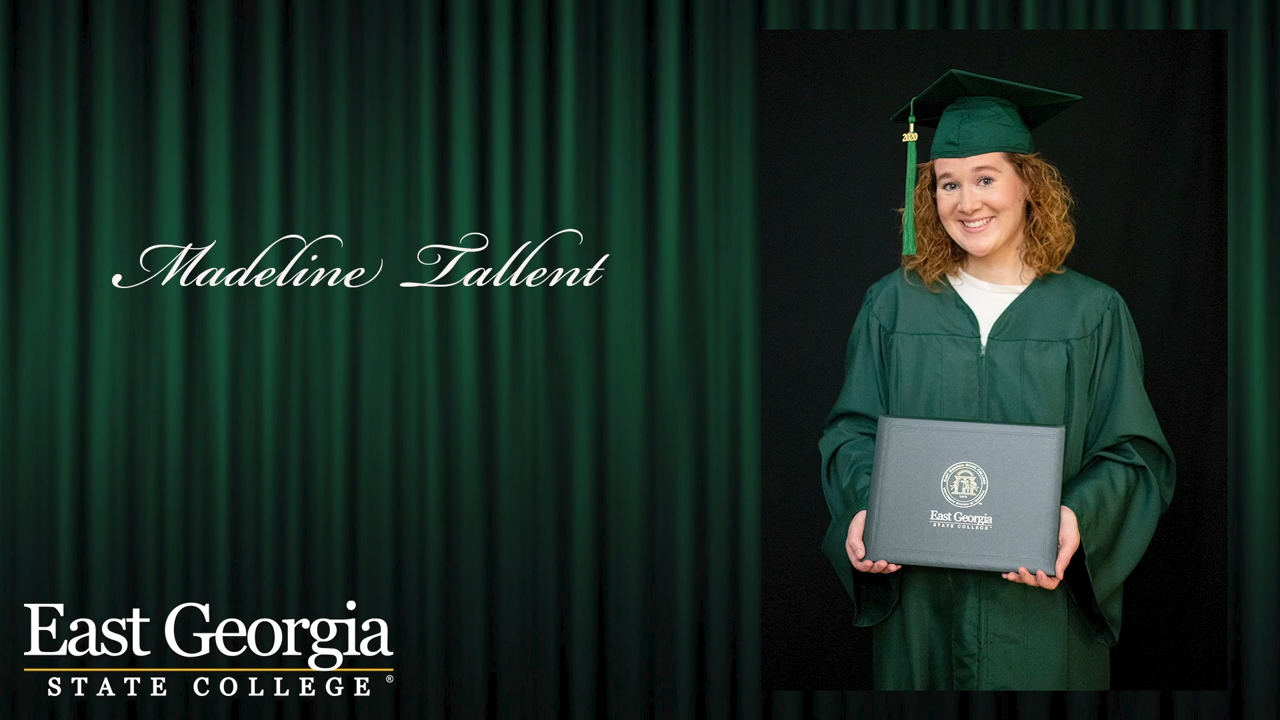 Madeline Tallent
2020
East Georgia
STATE COLLEGE
East Georgia
STATE COLLEGE®